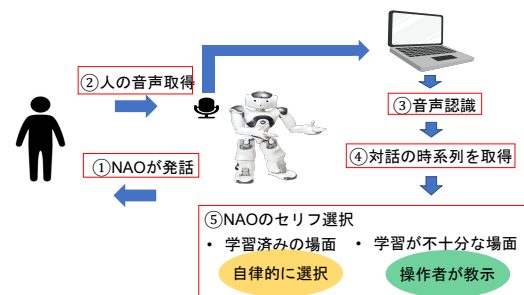 ②人の音声取得
③音声認識
①NAOが発話
④対話の時系列を取得
⑤NAOのセリフ選択
• 学習済みの場面
• 学習が不十分な場面
自律的に選択
操作者が教示